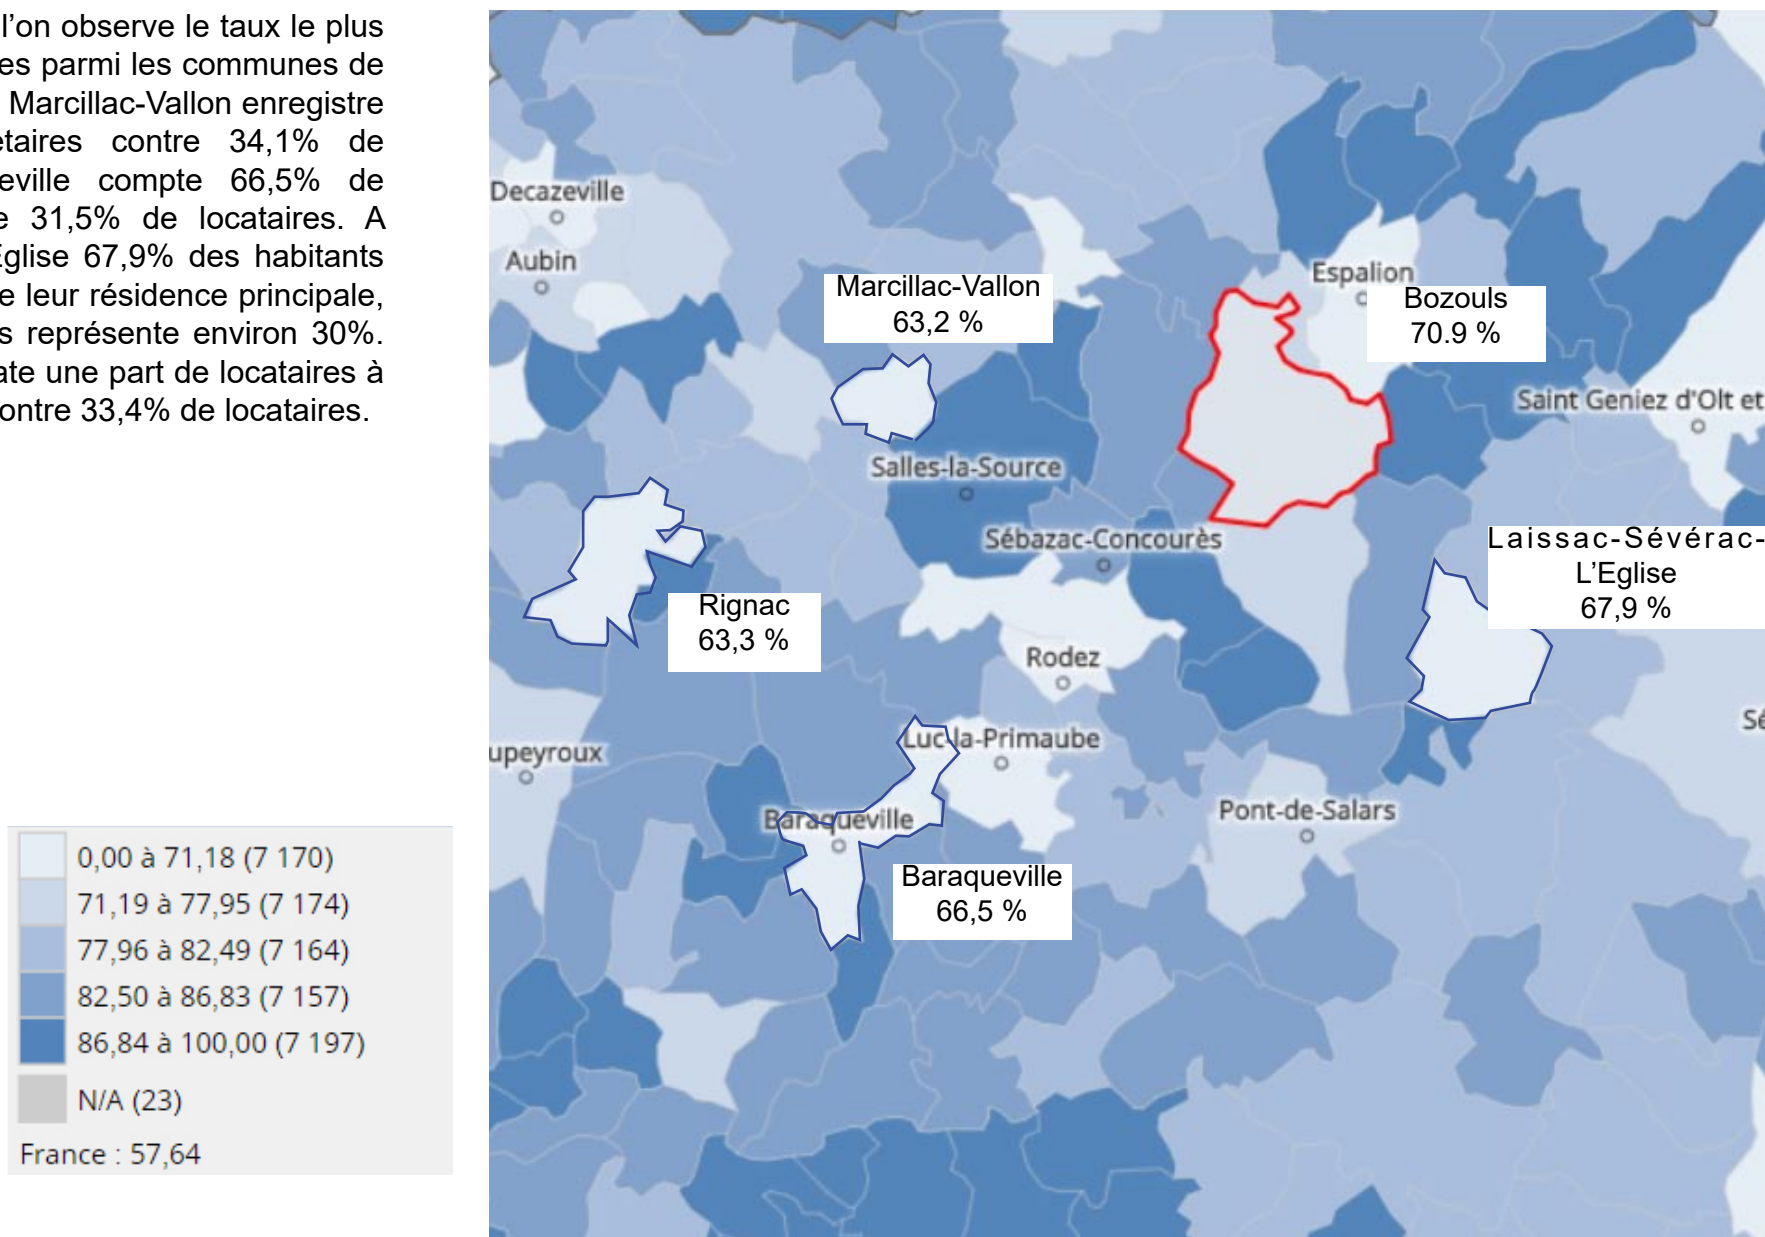 l’on observe le taux le plus
es parmi les communes de
Marcillac-Vallon enregistre
étaires contre 34,1% de
eville compte 66,5% de
e 31,5% de locataires. A
Eglise 67,9% des habitants
e leur résidence principale,
s représente environ 30%.
ate une part de locataires à
ontre 33,4% de locataires.
Decazeville
Aubin
Marcillac-Vallon
63,2 %
Espalion
Bozouls
70.9 %
Saint Geniez d'Olt et
Salles-la-Source
Sébazac-Concourès
Laissac-Sévérac-
L’Eglise
67,9 %
Rignac
63,3 %
Rodez
Sé
Luc-la-Primaube
upeyroux
Baraqueville
Pont-de-Salars
Baraqueville
66,5 %
0,00 à 71,18 (7 170)
71,19 à 77,95 (7 174)
77,96 à 82,49 (7 164)
82,50 à 86,83 (7 157)
86,84 à 100,00 (7 197)
N/A (23)
France : 57,64